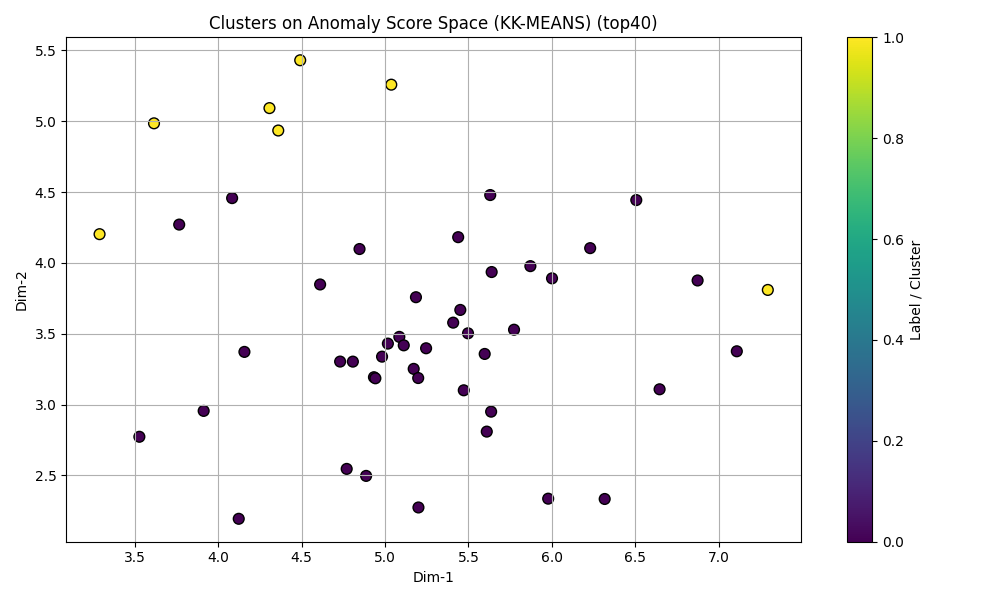 Clusters on Anomaly Score Space (KK-MEANS) (top40)
5.5
5.0
4.5
4.0
3.5
3.0
2.5
Dim-2
3.5 4.0 4.5 5.0 5.5 6.0 6.5 7.0
Dim-1
1.0
0.8
0.6
0.4
0.2
0.0
Label / Cluster